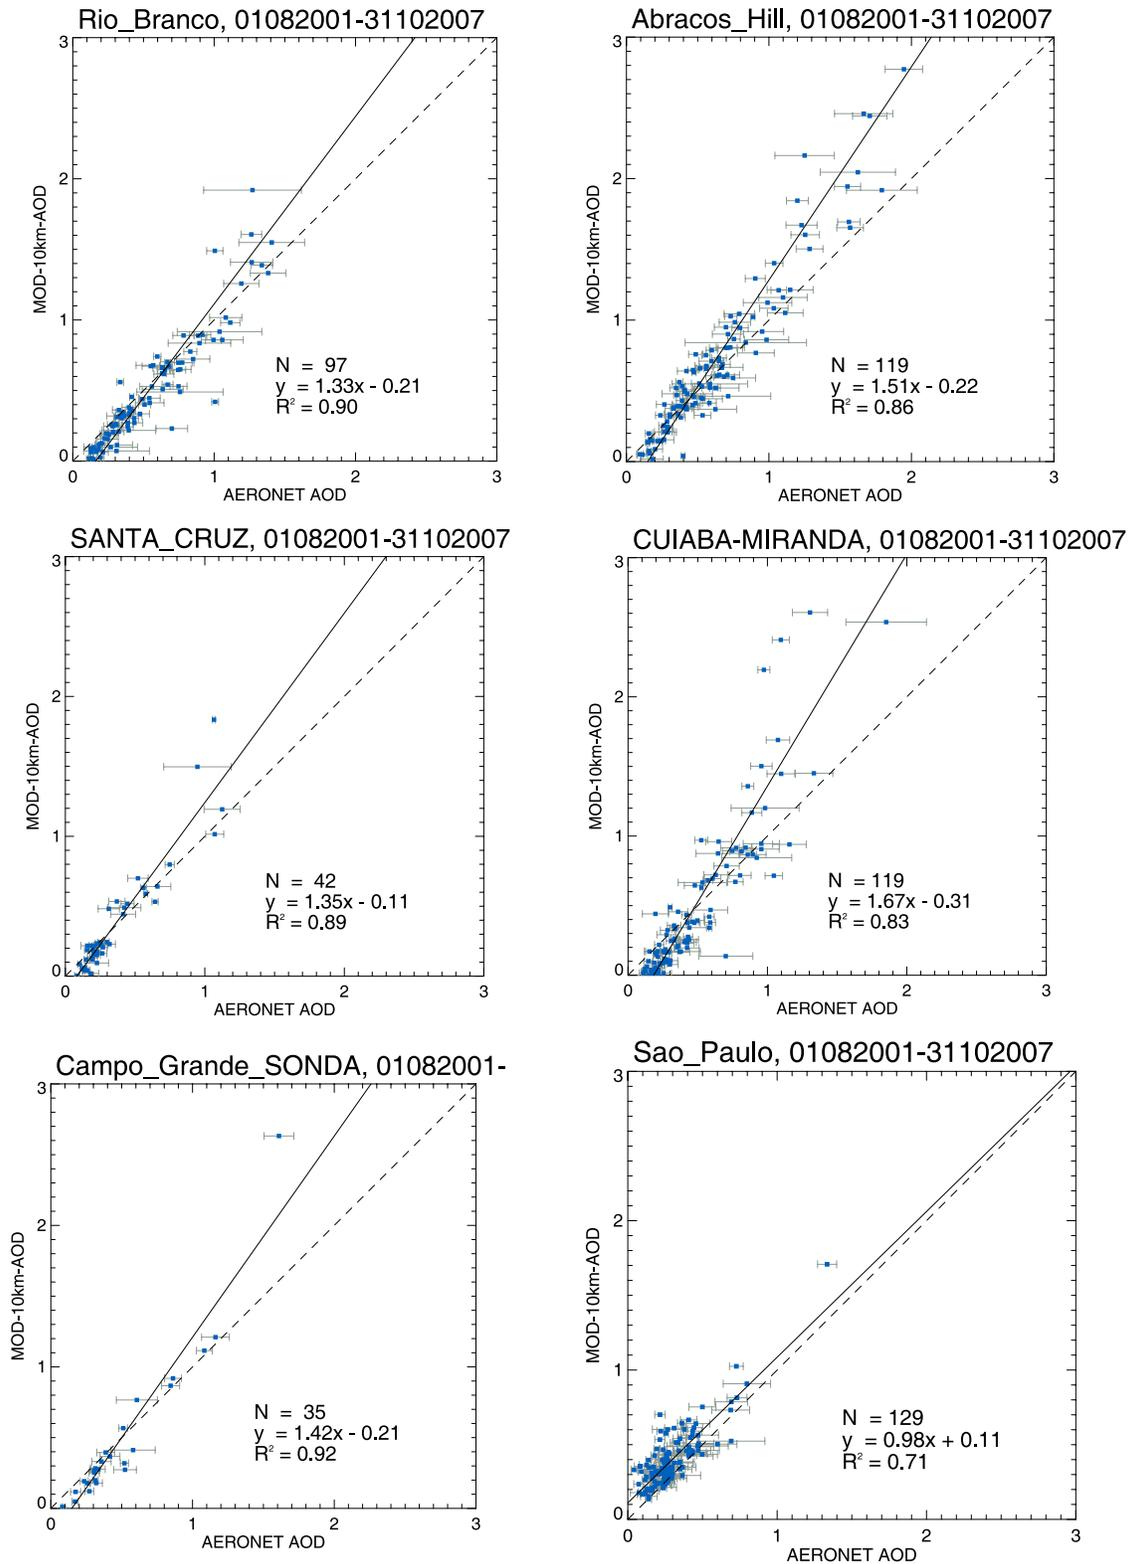 Rio_Branco, 01082001-31102007
3
2
1
0
MOD-10km-AOD
N = 97
y = 1.33x - 0.21
R² = 0.90
0 1 2 3
AERONET AOD
Abracos_Hill, 01082001-31102007
3
2
1
0
MOD-10km-AOD
N = 119
y = 1.51x - 0.22
R² = 0.86
0 1 2 3
AERONET AOD
SANTA_CRUZ, 01082001-31102007
3
2
1
0
MOD-10km-AOD
N = 42
y = 1.35x - 0.11
R² = 0.89
0 1 2 3
AERONET AOD
CUIABA-MIRANDA, 01082001-31102007
3
2
1
0
MOD-10km-AOD
N = 119
y = 1.67x - 0.31
R² = 0.83
0 1 2 3
AERONET AOD
Campo_Grande_SONDA, 01082001-
3
2
1
0
MOD-10km-AOD
N = 35
y = 1.42x - 0.21
R² = 0.92
0 1 2 3
AERONET AOD
Sao_Paulo, 01082001-31102007
3
2
1
0
MOD-10km-AOD
N = 129
y = 0.98x + 0.11
R² = 0.71
0 1 2 3
AERONET AOD